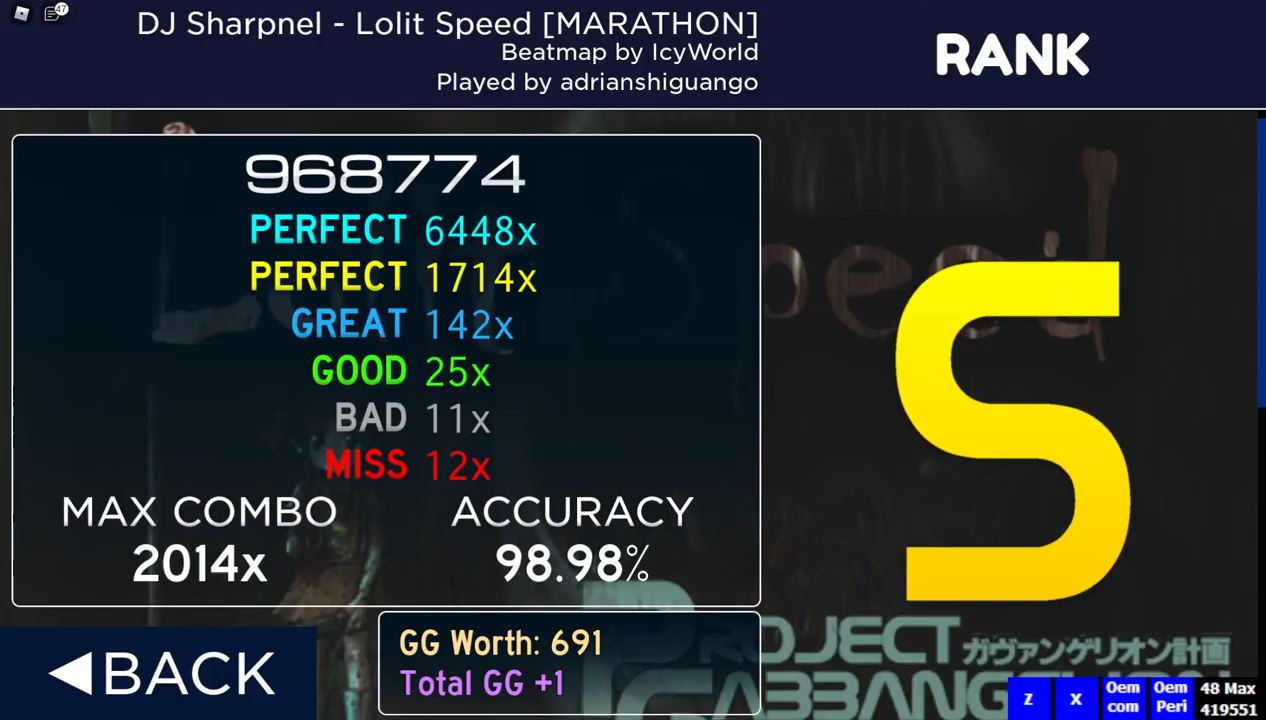 47
DJ Sharpnel - Lolit Speed [MARATHON]
Beatmap by IcyWorld
Played by adrianshiguango
RANK
968774
PERFECT 6448x
PERFECT 1714x
GREAT 142x
GOOD 25x
BAD 11x
MISS 12x
MAX COMBO
2014x
ACCURACY
98.98%
S
GG Worth: 691
Total GG +1
BACK
PROJECT
ガヴァンゲリオン計画
z
x
Oem
com
Oem
Peri
48 Max
419551